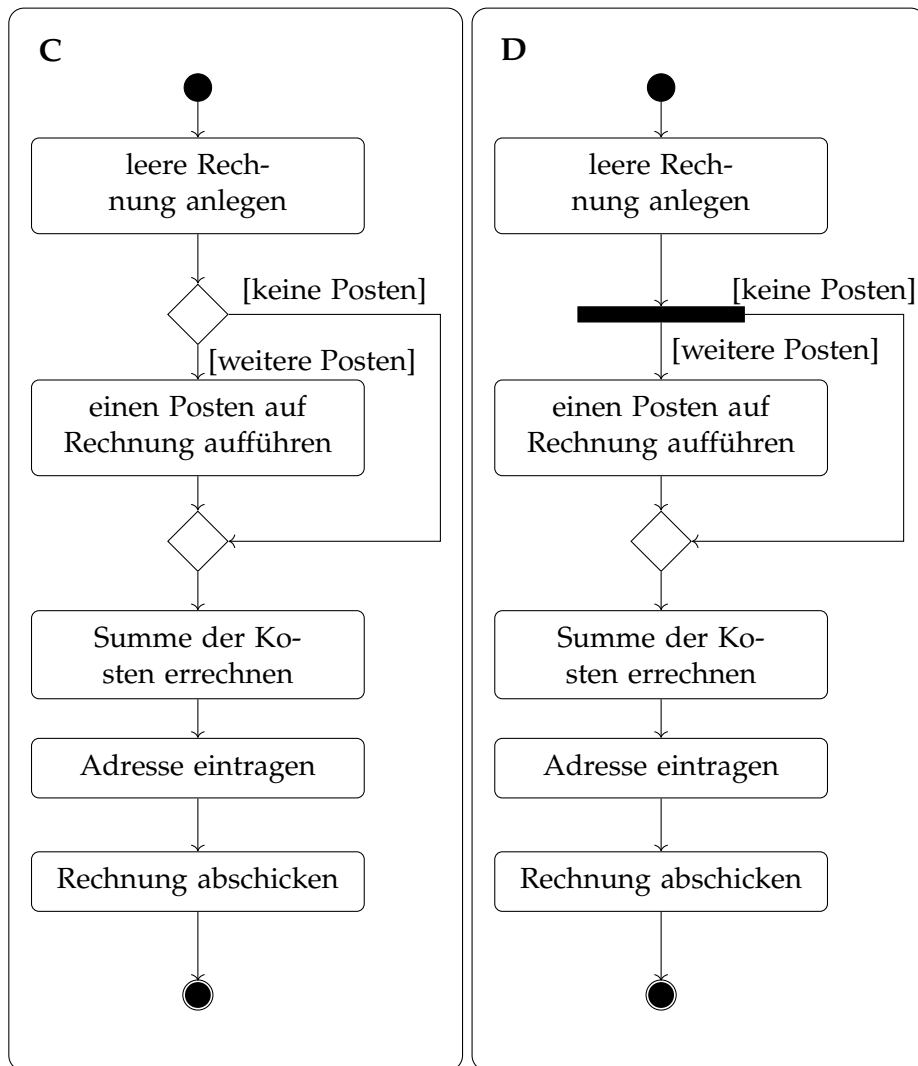 C
leere Rech-
nung anlegen
[keine Posten]
[weitere Posten]
einen Posten auf
Rechnung aufführen
Summe der Ko-
sten errechnen
Adresse eintragen
Rechnung abschicken
D
leere Rech-
nung anlegen
[keine Posten]
[weitere Posten]
einen Posten auf
Rechnung aufführen
Summe der Ko-
sten errechnen
Adresse eintragen
Rechnung abschicken